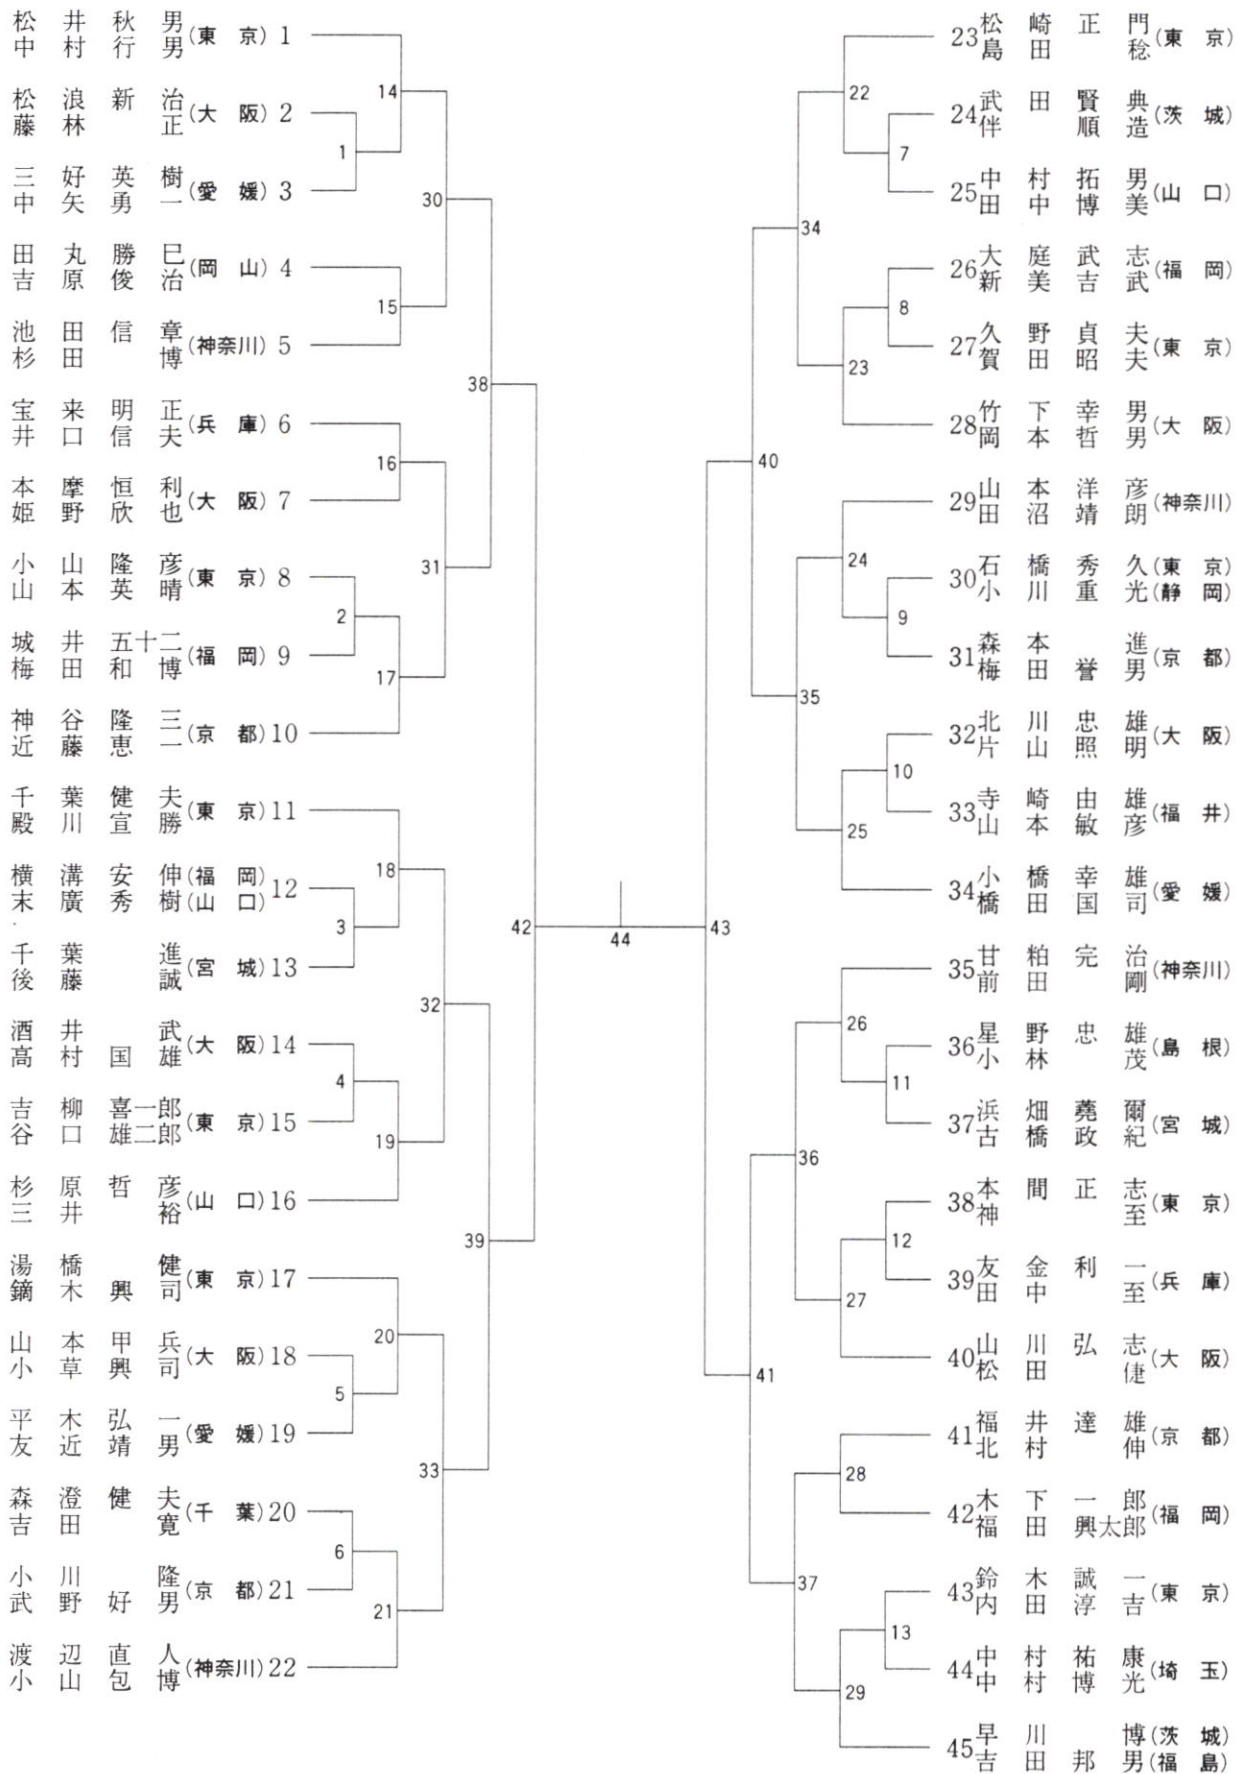 松井秋男
中村行男 (東京) 1
松浪新治
藤林正 (大阪) 2
三好英樹
中矢勇一 (愛媛) 3
田丸勝巳
吉原俊治 (岡山) 4
池田信章
杉田博 (神奈川) 5
宝来明正
井口信夫 (兵庫) 6
本摩恒利
姫野欣也 (大阪) 7
小山隆彦
山本英晴 (東京) 8
城井五十二
梅田和博 (福岡) 9
神谷隆三
近藤恵一 (京都) 10
千葉健夫
殿川宣勝 (東京) 11
横溝安伸 (福岡)
末廣秀樹 (山口) 12
千葉進
後藤誠 (宮城) 13
酒井武
高村国雄 (大阪) 14
吉柳喜一郎
谷口雄二郎 (東京) 15
杉原哲彦
三井裕 (山口) 16
湯橋健
鏑木興司 (東京) 17
山本甲兵
小草興司 (大阪) 18
平木弘一
友近靖男 (愛媛) 19
森澄健夫
吉田寛 (千葉) 20
小川隆
武野好男 (京都) 21
渡辺直人
小山包博 (神奈川) 22
14
1
30
15
38
16
31
2
17
18
3
42
32
4
19
39
20
5
33
6
21
44
43
22
7
34
8
23
40
24
9
35
10
25
26
11
36
12
27
41
28
37
13
29
23 松崎正門
島田稔 (東京)
24 武田賢典
伴順造 (茨城)
25 中村拓男
田中博美 (山口)
26 大庭武志
新美吉武 (福岡)
27 久野貞夫
賀田昭夫 (東京)
28 竹下幸男
岡本哲男 (大阪)
29 山本洋彦
田沼靖朗 (神奈川)
30 石橋秀久 (東京)
小川重光 (静岡)
31 森本進
梅田誉男 (京都)
32 北川忠雄
片山照明 (大阪)
33 寺崎由雄
山本敏彦 (福井)
34 小橋幸雄
橋田国司 (愛媛)
35 甘粕完治
前田剛 (神奈川)
36 星野忠雄
小林茂 (島根)
37 浜畑蕘爾
古橋政紀 (宮城)
38 本間正志
神至 (東京)
39 友金利一
田中至 (兵庫)
40 山川弘志
松田倢 (大阪)
41 福井達雄
北村伸 (京都)
42 木下一郎
福田興太郎 (福岡)
43 鈴木誠一
内田淳吉 (東京)
44 中村祐康
中村博光 (埼玉)
45 早川博 (茨城)
吉田邦男 (福島)